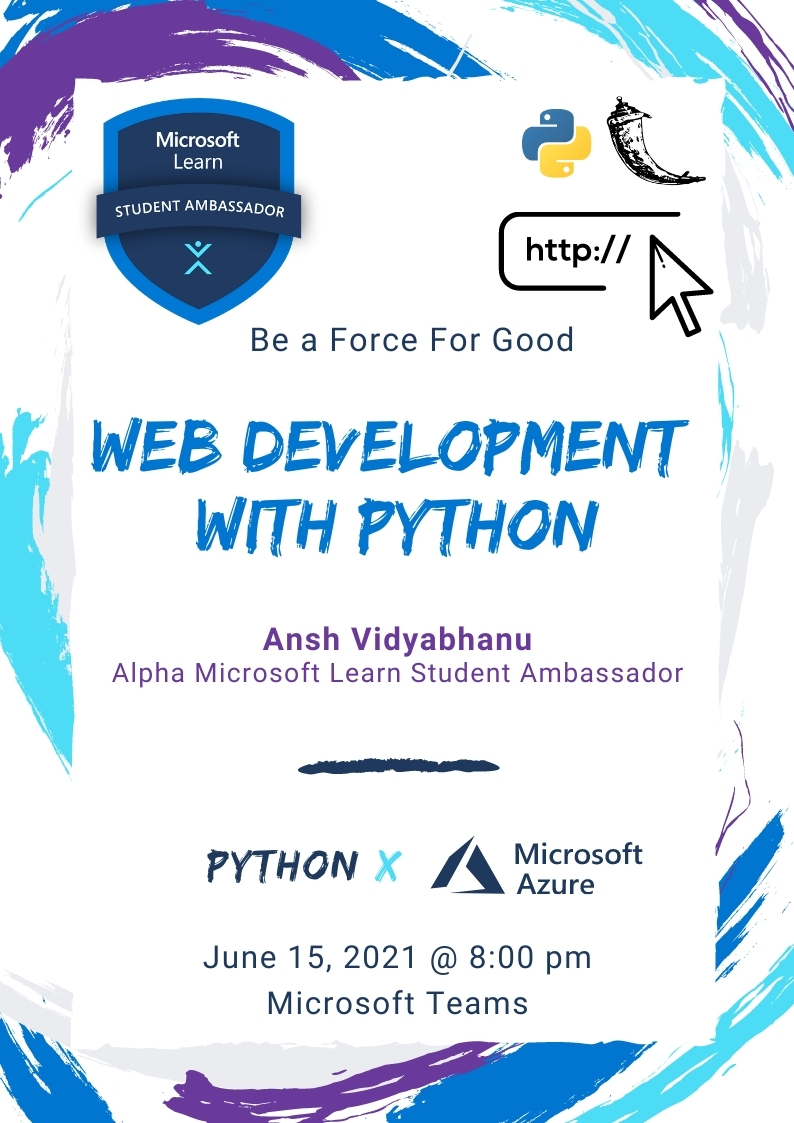 Microsoft
Learn
STUDENT AMBASSADOR
http://
Be a Force For Good
WEB DEVELOPMENT
WITH PYTHON
Ansh Vidyabhanu
Alpha Microsoft Learn Student Ambassador
PYTHON X Microsoft
Azure
June 15, 2021 @ 8:00 pm
Microsoft Teams